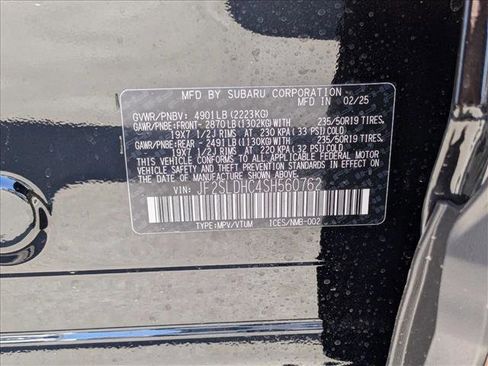 MFD BY SUBARU CORPORATION
MFD IN 02/25
GVWR/PNBV: 4901LB(2223KG)
GAWR/PNBE:FRONT- 2870LB(1302KG)WITH 235/50R19 TIRES
19X7 1/2J RIMS AT 230 KPA(33 PSI)COLD
GAWR/PNBE:REAR- 2491LB(1130KG)WITH 235/50R19 TIRES
19X7 1/2J RIMS AT 220 KPA(32 PSI)COLD
THIS VEHICLE CONFORMS TO ALL APPLICABLE FEDERAL MOTOR
VEHICLE SAFETY, BUMPER, AND THEFT PREVENTION STANDARDS IN EFFECT
ON THE DATE OF MANUFACTURE SHOWN ABOVE.
VIN: JF2SLDHC4SH560762
TYPE:MPV/VTUM ICES/NMB-002